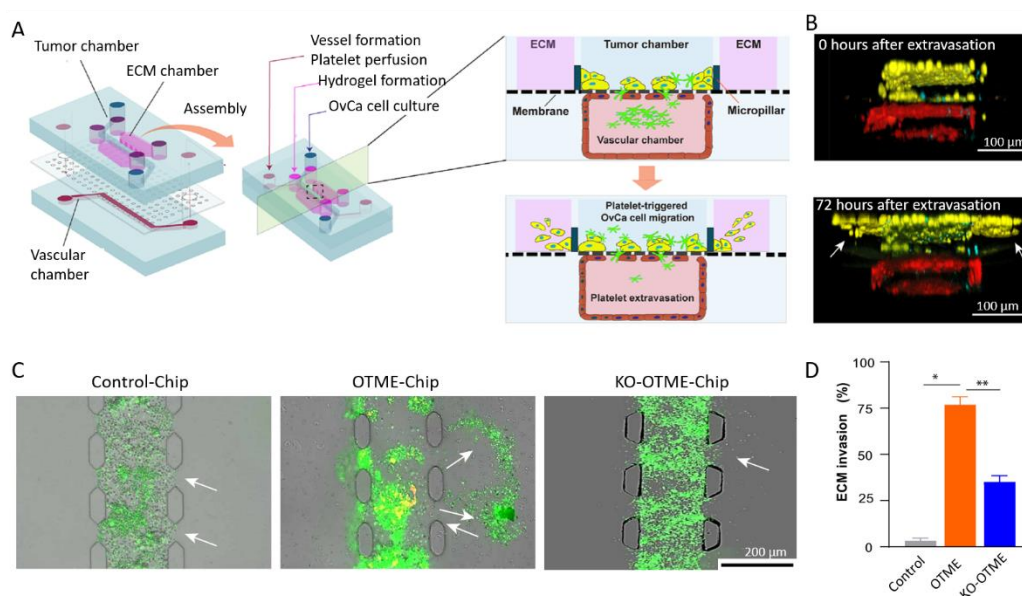 A
Tumor chamber
ECM chamber
Assembly
Vascular
chamber
Vessel formation
Platelet perfusion
Hydrogel formation
OvCa cell culture
ECM
Tumor chamber
ECM
Membrane
Micropillar
Vascular chamber
Platelet-triggered
OvCa cell migration
Platelet extravasation
B
0 hours after extravasation
100 µm
72 hours after extravasation
100 µm
C
Control-Chip
OTME-Chip
KO-OTME-Chip
200 µm
D
ECM invasion (%)
100
75
50
25
0
*
**
Control
OTME
KO-OTME